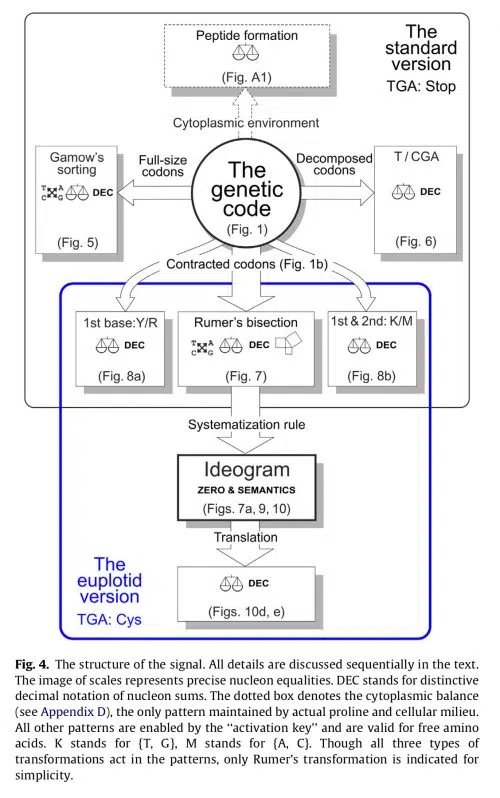 The
standard
version
TGA: Stop
Peptide formation
(Fig. A1)
Cytoplasmic environment
Gamow's
sorting
T A
C G
DEC
(Fig. 5)
Full-size
codons
The
genetic
code
(Fig. 1)
Decomposed
codons
T / CGA
DEC
(Fig. 6)
Contracted codons (Fig. 1b)
1st base:Y/R
DEC
(Fig. 8a)
Rumer's bisection
T A
C G
DEC
(Fig. 7)
1st & 2nd: K/M
DEC
(Fig. 8b)
Systematization rule
Ideogram
ZERO & SEMANTICS
(Figs. 7a, 9, 10)
Translation
DEC
(Figs. 10d, e)
The
euplotid
version
TGA: Cys
Fig. 4. The structure of the signal. All details are discussed sequentially in the text.
The image of scales represents precise nucleon equalities. DEC stands for distinctive
decimal notation of nucleon sums. The dotted box denotes the cytoplasmic balance
(see Appendix D), the only pattern maintained by actual proline and cellular milieu.
All other patterns are enabled by the "activation key" and are valid for free amino
acids. K stands for {T, G}, M stands for {A, C}. Though all three types of
transformations act in the patterns, only Rumer's transformation is indicated for
simplicity.